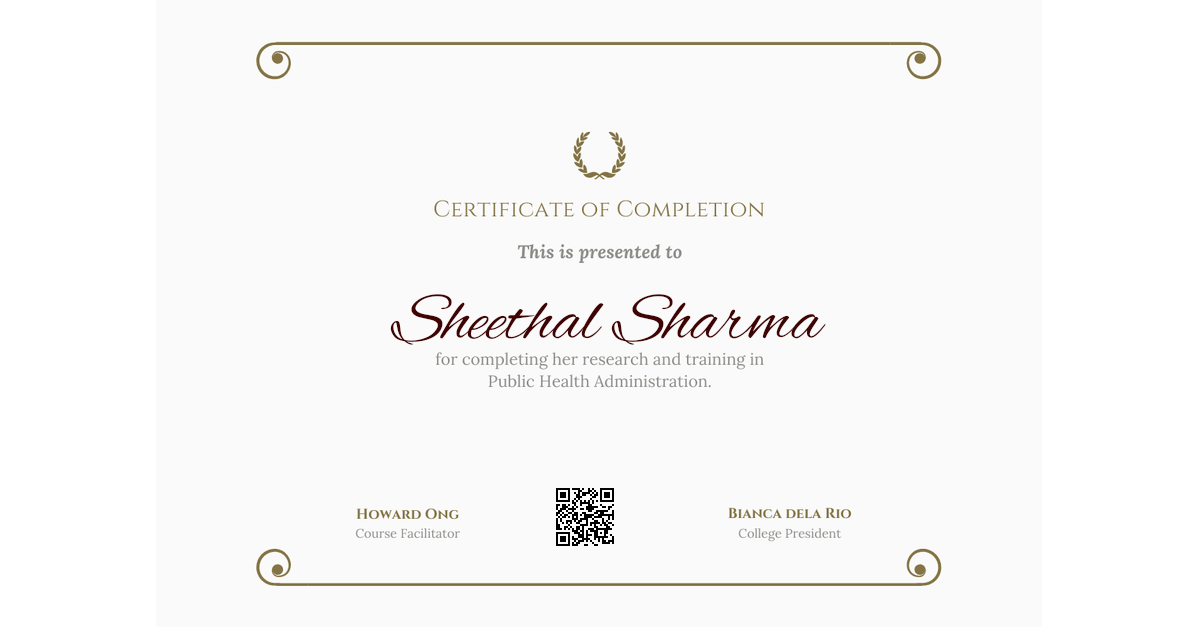 Certificate of Completion
This is presented to
Sheethal Sharma
for completing her research and training in
Public Health Administration.
Howard Ong
Course Facilitator
Bianca dela Rio
College President